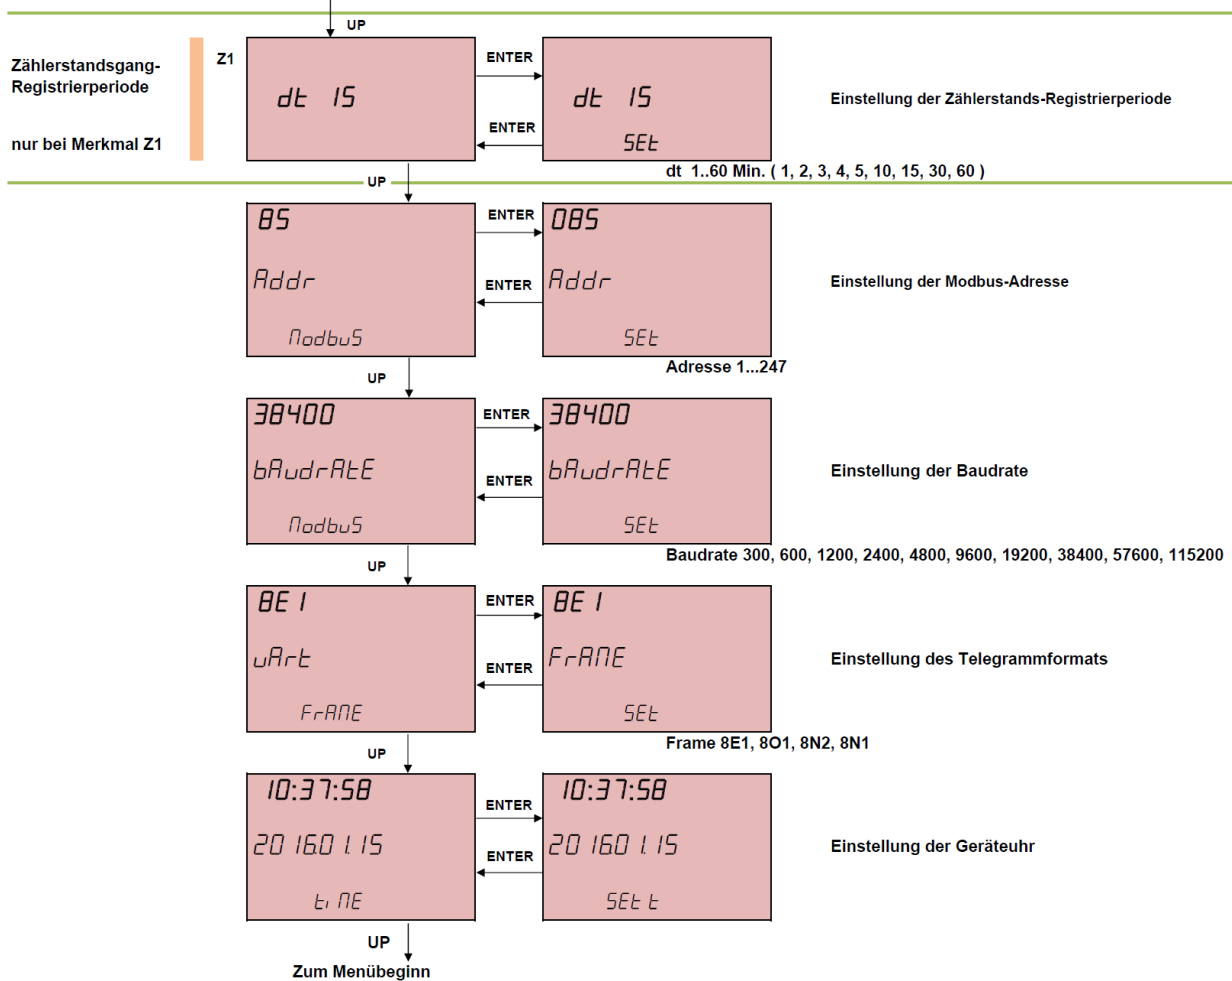 UP
Zählerstandsgang-
Registrierperiode
nur bei Merkmal Z1
Z1
dt 15
ENTER
ENTER
dt 15
SEt
Einstellung der Zählerstands-Registrierperiode
dt 1..60 Min. ( 1, 2, 3, 4, 5, 10, 15, 30, 60 )
UP
85
Addr
ModbuS
ENTER
ENTER
085
Addr
SEt
Einstellung der Modbus-Adresse
Adresse 1...247
UP
38400
bAudrAtE
ModbuS
ENTER
ENTER
38400
bAudrAtE
SEt
Einstellung der Baudrate
Baudrate 300, 600, 1200, 2400, 4800, 9600, 19200, 38400, 57600, 115200
UP
8E1
uArt
FrAME
ENTER
ENTER
8E1
FrAME
SEt
Einstellung des Telegrammformats
Frame 8E1, 8O1, 8N2, 8N1
UP
10:37:58
2016.01.15
tiME
ENTER
ENTER
10:37:58
2016.01.15
SEt t
Einstellung der Geräteuhr
UP
Zum Menübeginn